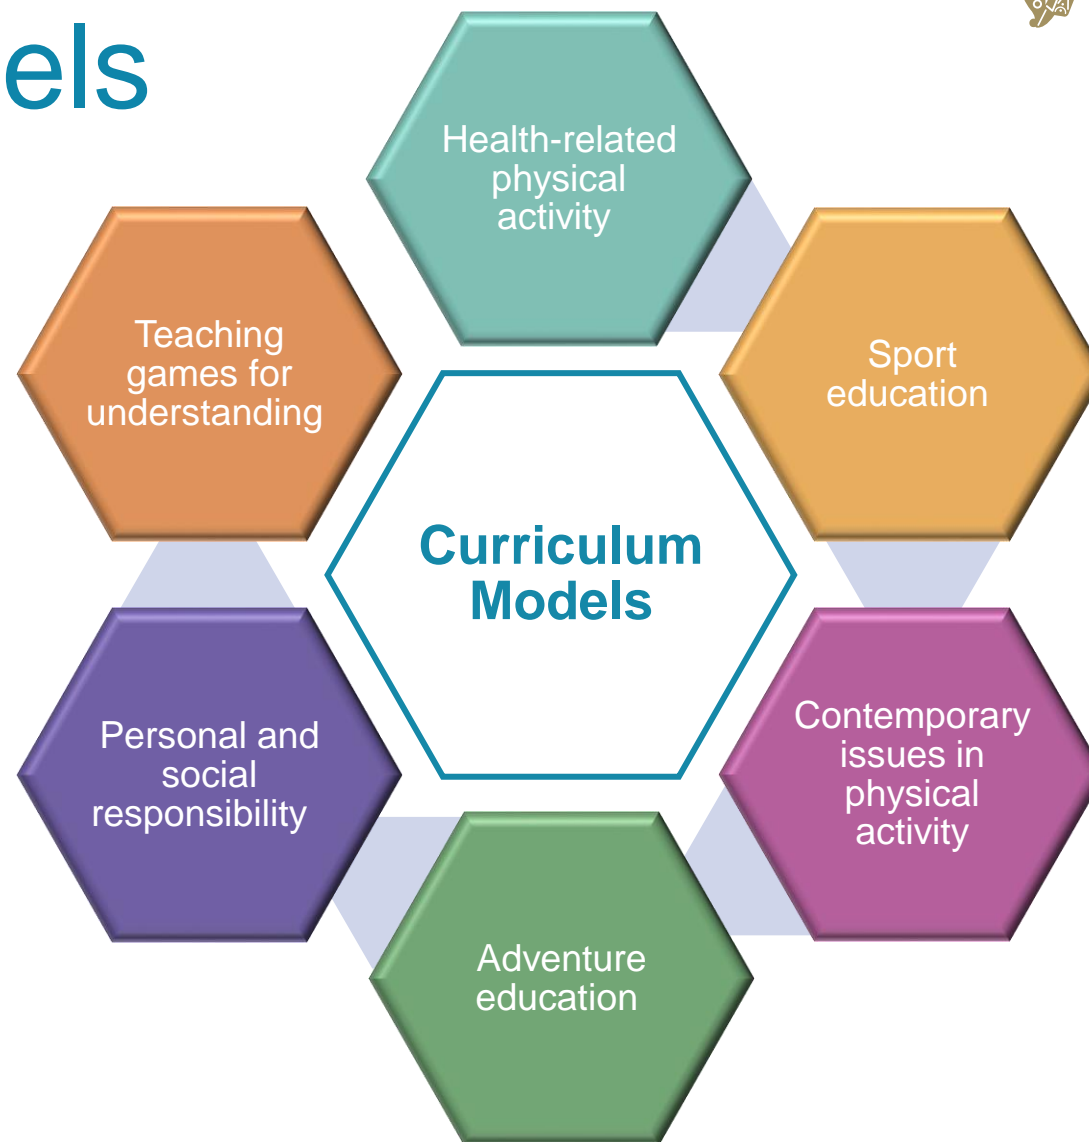 els
Health-related
physical
activity
Sport
education
Contemporary
issues in
physical
activity
Adventure
education
Personal and
social
responsibility
Teaching
games for
understanding
Curriculum
Models